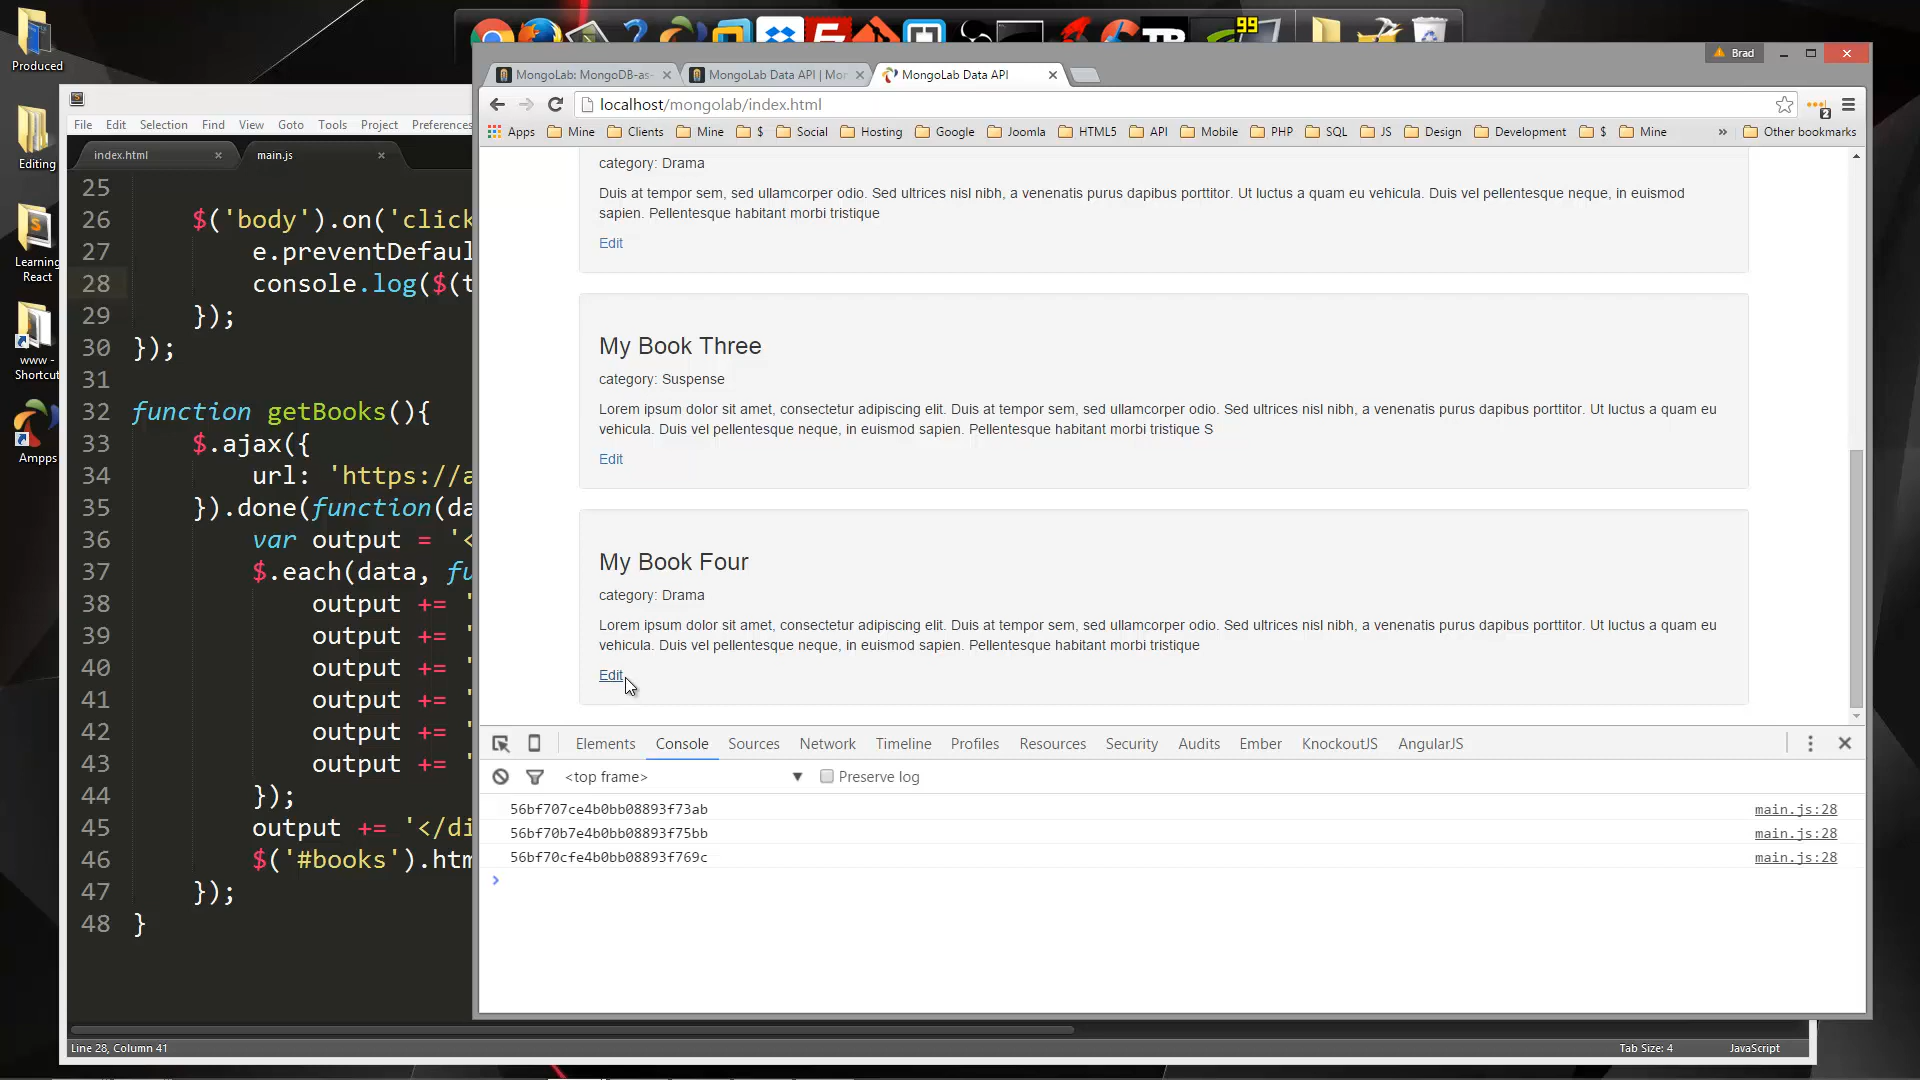 Produced
Editing
Learning React
www - Shortcut
Ampps
99
Brad
MongoLab: MongoDB-as-
MongoLab Data API | Mor
MongoLab Data API
localhost/mongolab/index.html
2
Apps
Mine
Clients
Mine
$
Social
Hosting
Google
Joomla
HTML5
API
Mobile
PHP
SQL
JS
Design
Development
$
Mine
»
Other bookmarks
File Edit Selection Find View Goto Tools Project Preferences
index.html
main.js
25
26 $('body').on('click
27 e.preventDefaul
28 console.log($(t
29 });
30 });
31
32 function getBooks(){
33 $.ajax({
34 url: 'https://a
35 }).done(function(da
36 var output = '<
37 $.each(data, fu
38 output += '
39 output += '
40 output += '
41 output += '
42 output += '
43 output += '
44 });
45 output += '</di
46 $('#books').htm
47 });
48 }
Line 28, Column 41
Tab Size: 4
JavaScript
category: Drama
Duis at tempor sem, sed ullamcorper odio. Sed ultrices nisl nibh, a venenatis purus dapibus porttitor. Ut luctus a quam eu vehicula. Duis vel pellentesque neque, in euismod
sapien. Pellentesque habitant morbi tristique
Edit
My Book Three
category: Suspense
Lorem ipsum dolor sit amet, consectetur adipiscing elit. Duis at tempor sem, sed ullamcorper odio. Sed ultrices nisl nibh, a venenatis purus dapibus porttitor. Ut luctus a quam eu
vehicula. Duis vel pellentesque neque, in euismod sapien. Pellentesque habitant morbi tristique S
Edit
My Book Four
category: Drama
Lorem ipsum dolor sit amet, consectetur adipiscing elit. Duis at tempor sem, sed ullamcorper odio. Sed ultrices nisl nibh, a venenatis purus dapibus porttitor. Ut luctus a quam eu
vehicula. Duis vel pellentesque neque, in euismod sapien. Pellentesque habitant morbi tristique
Edit
Elements Console Sources Network Timeline Profiles Resources Security Audits Ember KnockoutJS AngularJS
<top frame>
Preserve log
56bf707ce4b0bb08893f73ab main.js:28
56bf70b7e4b0bb08893f75bb main.js:28
56bf70cfe4b0bb08893f769c main.js:28